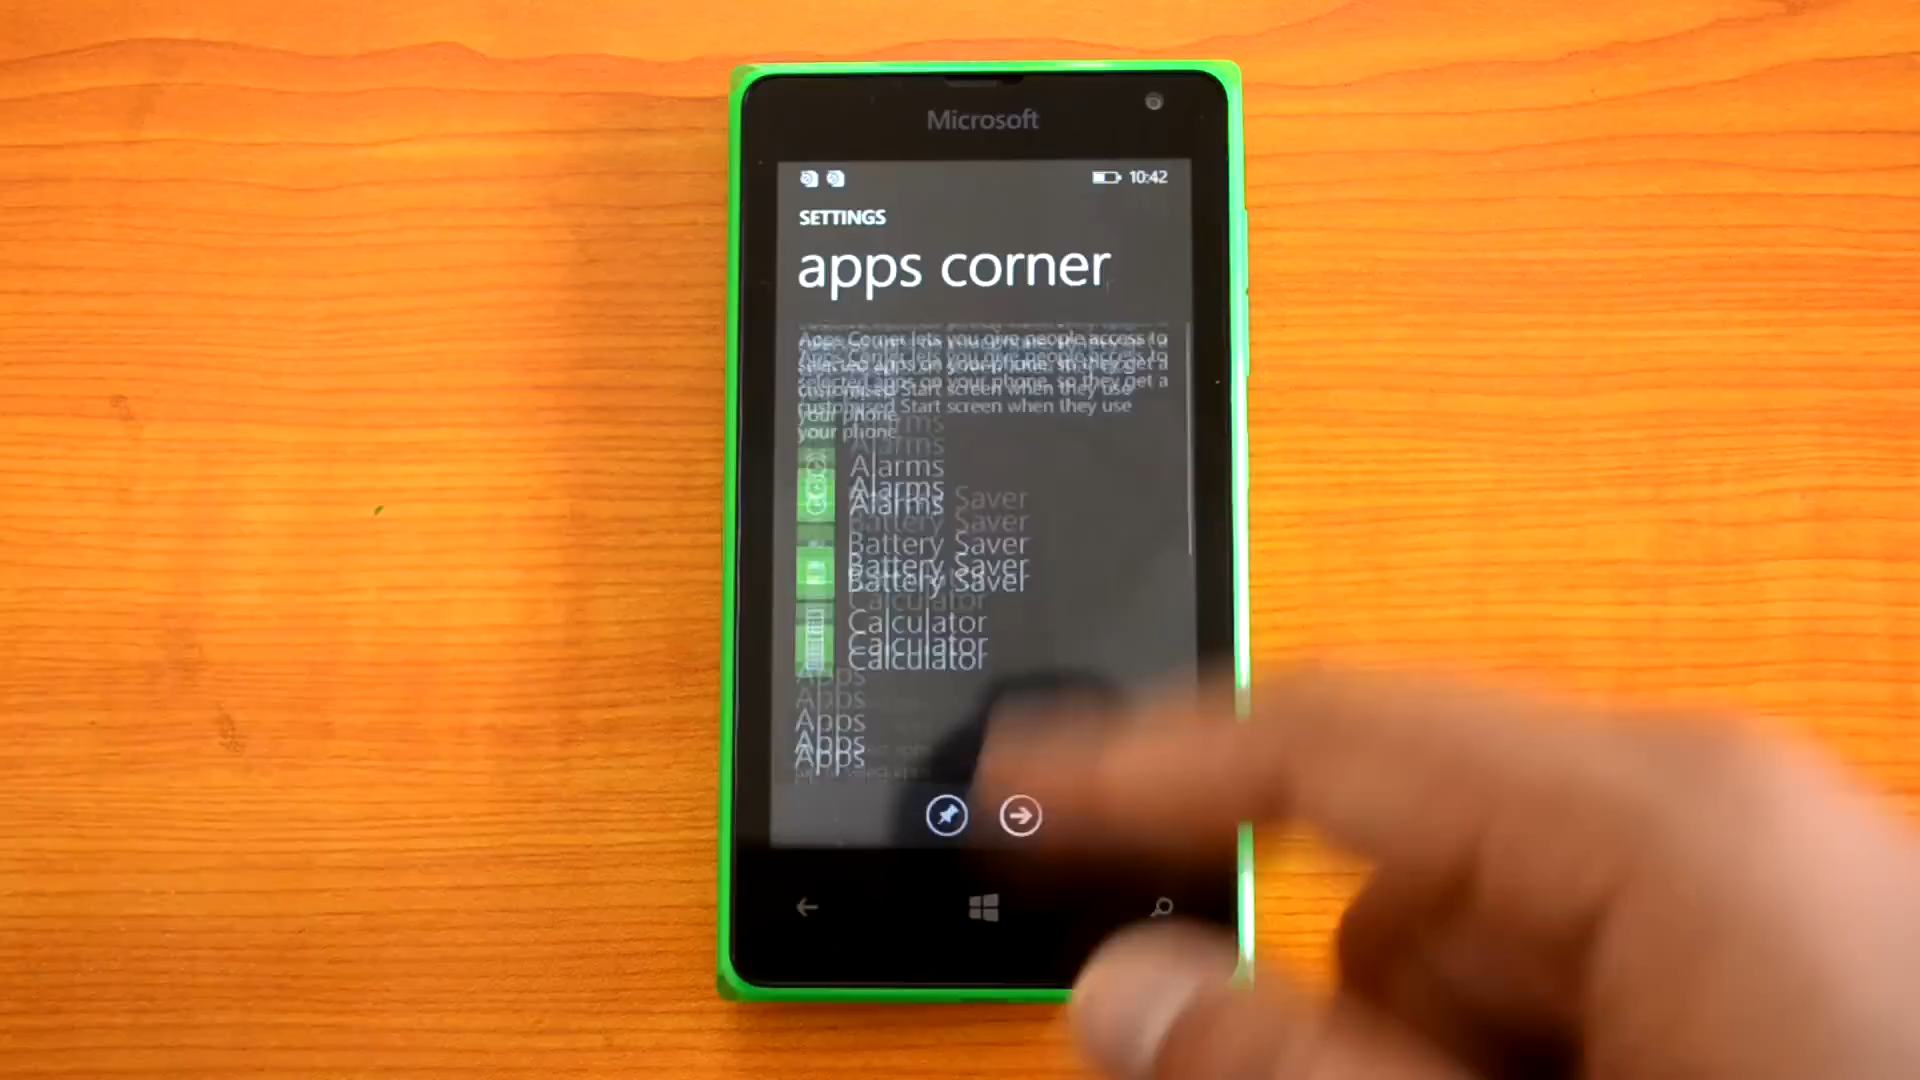 Microsoft
10:42
SETTINGS
apps corner
Apps Corner lets you give people access to
selected apps on your phone, so they get a
customised Start screen when they use
your phone
Alarms
Battery Saver
Calculator
Apps